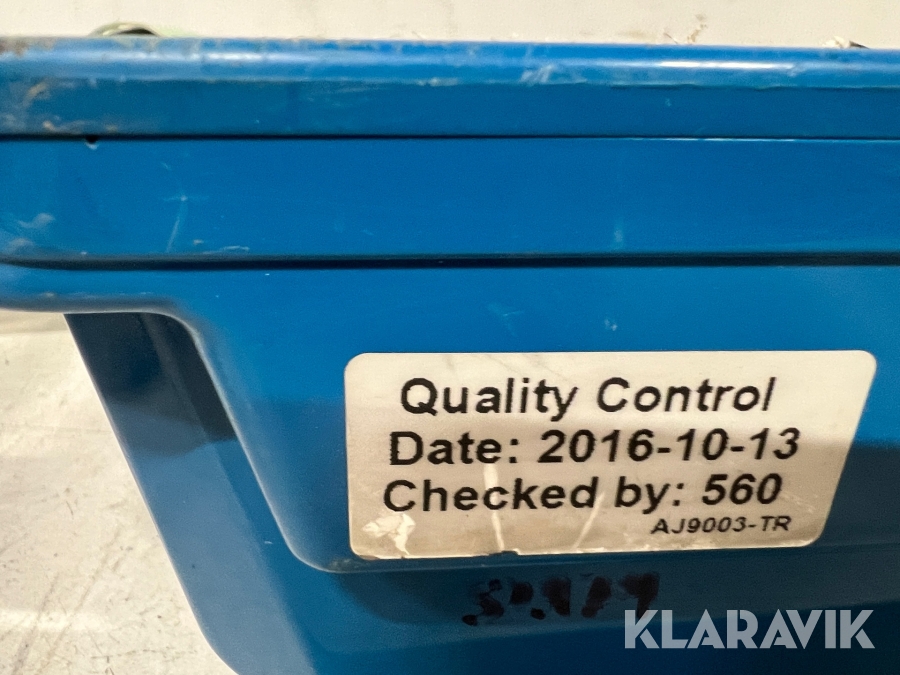 Quality Control
Date: 2016-10-13
Checked by: 560
AJ9003-TR
KLARAVIK